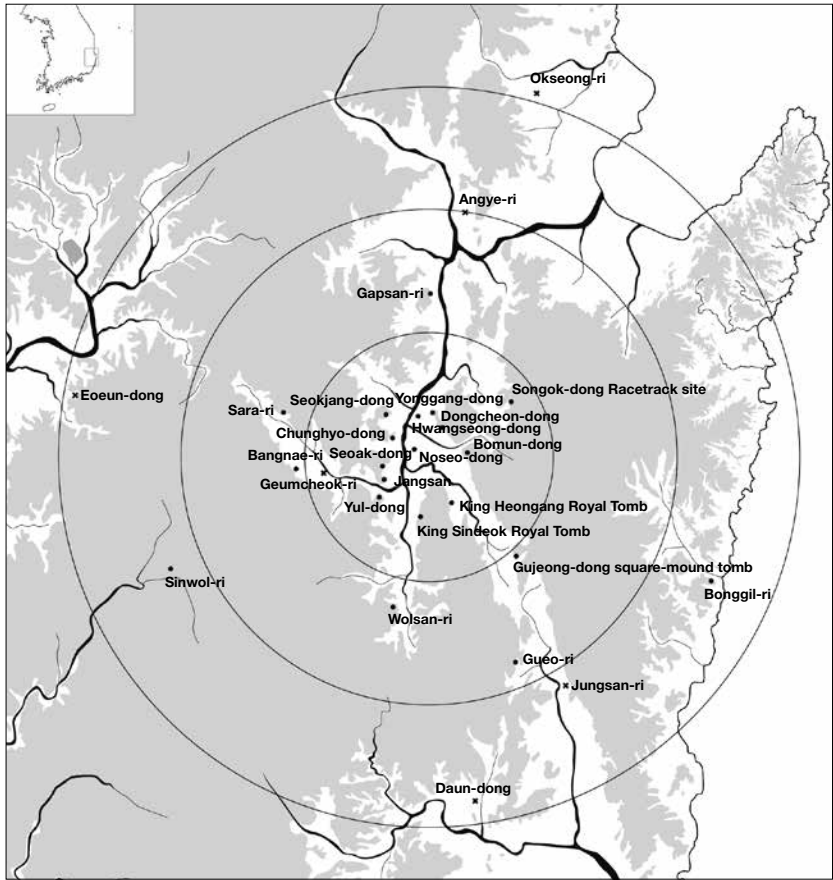 Okseong-ri
Angye-ri
Gapsan-ri
Eoeun-dong
Songok-dong Racetrack site
Yonggang-dong
Seokjang-dong
Sara-ri
Dongcheon-dong
Hwangseong-dong
Chunghyo-dong
Bomun-dong
Bangnae-ri
Seoak-dong
Noseo-dong
Geumcheok-ri
Jangsan
Yul-dong
King Heongang Royal Tomb
King Sindeok Royal Tomb
Gujeong-dong square-mound tomb
Sinwol-ri
Bonggil-ri
Wolsan-ri
Gueo-ri
Jungsan-ri
Daun-dong